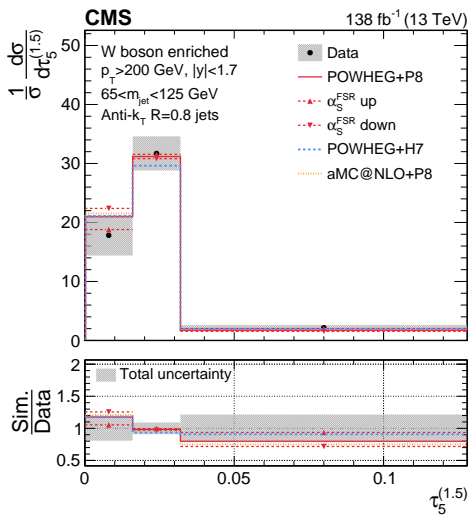 CMS 138 fb⁻¹ (13 TeV)
1/σ dσ/dτ₅^(1.5)
W boson enriched
p_T>200 GeV, |y|<1.7
65<m_jet<125 GeV
Anti-k_T R=0.8 jets
Data
POWHEG+P8
α_S^FSR up
α_S^FSR down
POWHEG+H7
aMC@NLO+P8
50
40
30
20
10
0
Sim./Data
Total uncertainty
2
1.5
1
0.5
0 0.05 0.1
τ₅^(1.5)